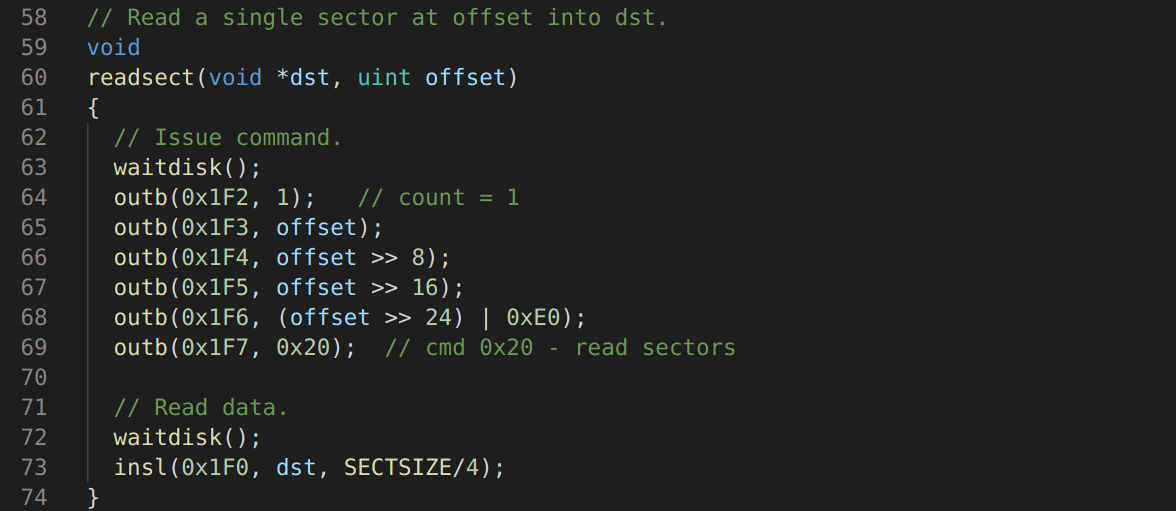 58 // Read a single sector at offset into dst.
59 void
60 readsect(void *dst, uint offset)
61 {
62   // Issue command.
63   waitdisk();
64   outb(0x1F2, 1);   // count = 1
65   outb(0x1F3, offset);
66   outb(0x1F4, offset >> 8);
67   outb(0x1F5, offset >> 16);
68   outb(0x1F6, (offset >> 24) | 0xE0);
69   outb(0x1F7, 0x20);  // cmd 0x20 - read sectors
70
71   // Read data.
72   waitdisk();
73   insl(0x1F0, dst, SECTSIZE/4);
74 }